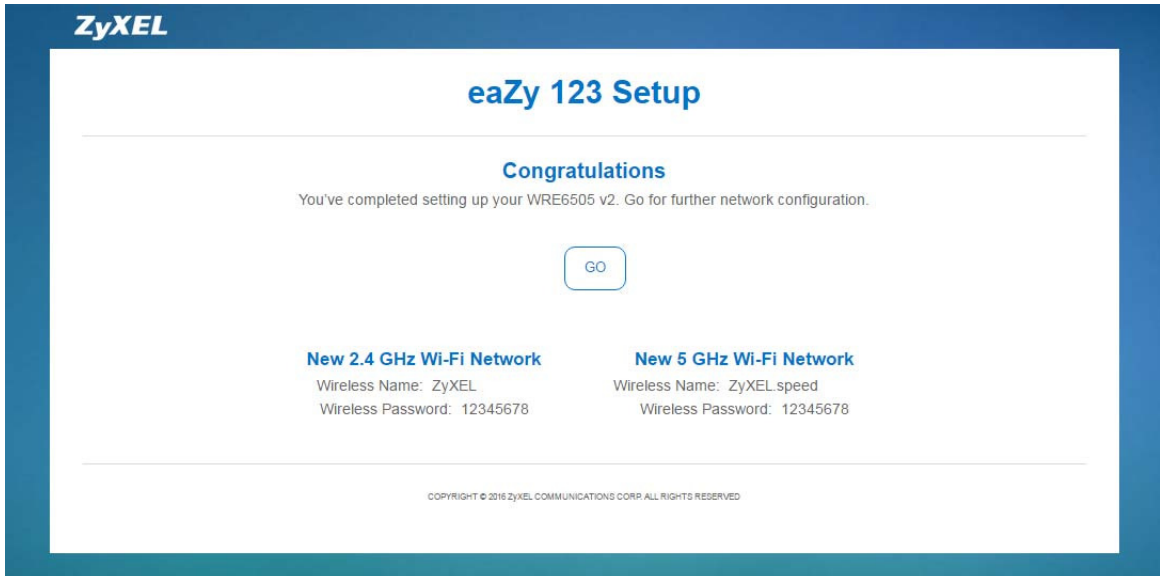 ZyXEL
eaZy 123 Setup
Congratulations
You've completed setting up your WRE6505 v2. Go for further network configuration.
GO
New 2.4 GHz Wi-Fi Network
Wireless Name: ZyXEL
Wireless Password: 12345678
New 5 GHz Wi-Fi Network
Wireless Name: ZyXEL.speed
Wireless Password: 12345678
COPYRIGHT © 2016 ZyXEL COMMUNICATIONS CORP. ALL RIGHTS RESERVED